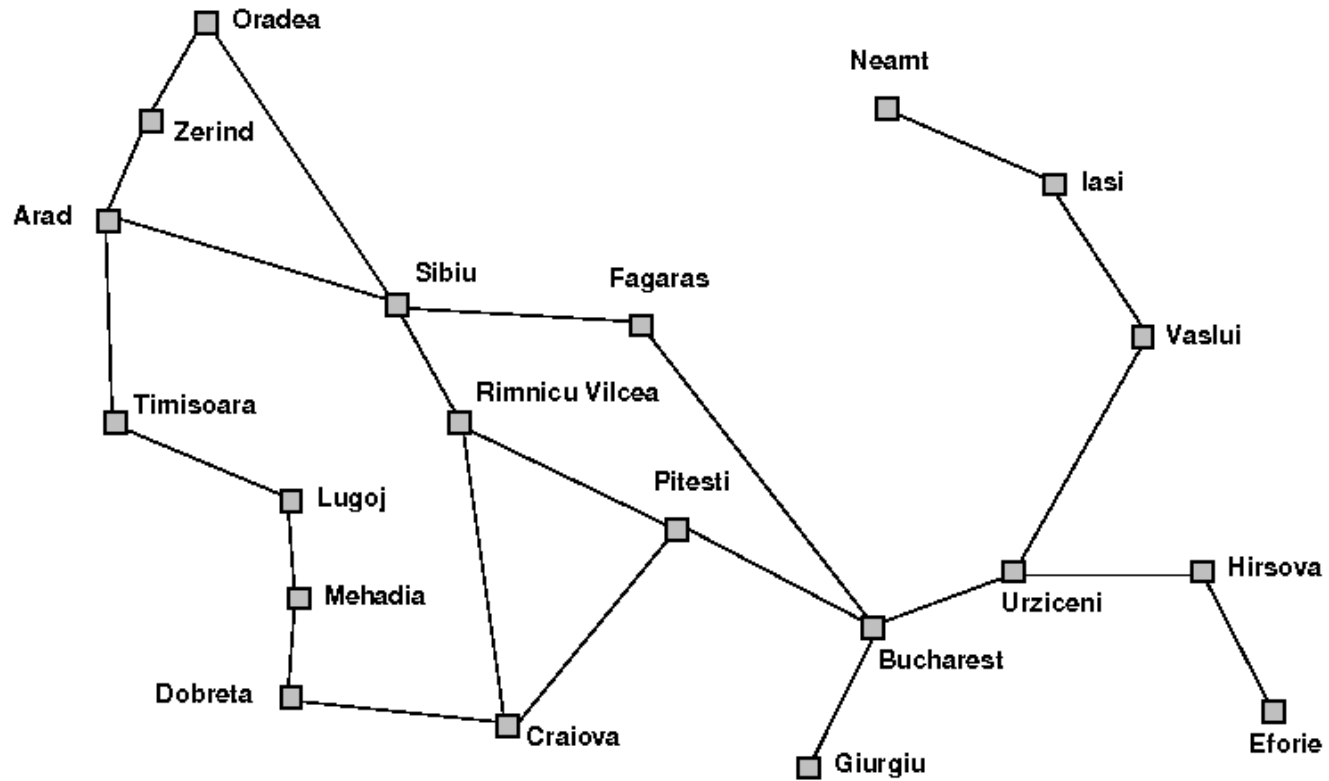 Oradea
Neamt
Zerind
Iasi
Arad
Sibiu
Fagaras
Vaslui
Rimnicu Vilcea
Timisoara
Pitesti
Lugoj
Hirsova
Mehadia
Urziceni
Bucharest
Dobreta
Craiova
Eforie
Giurgiu